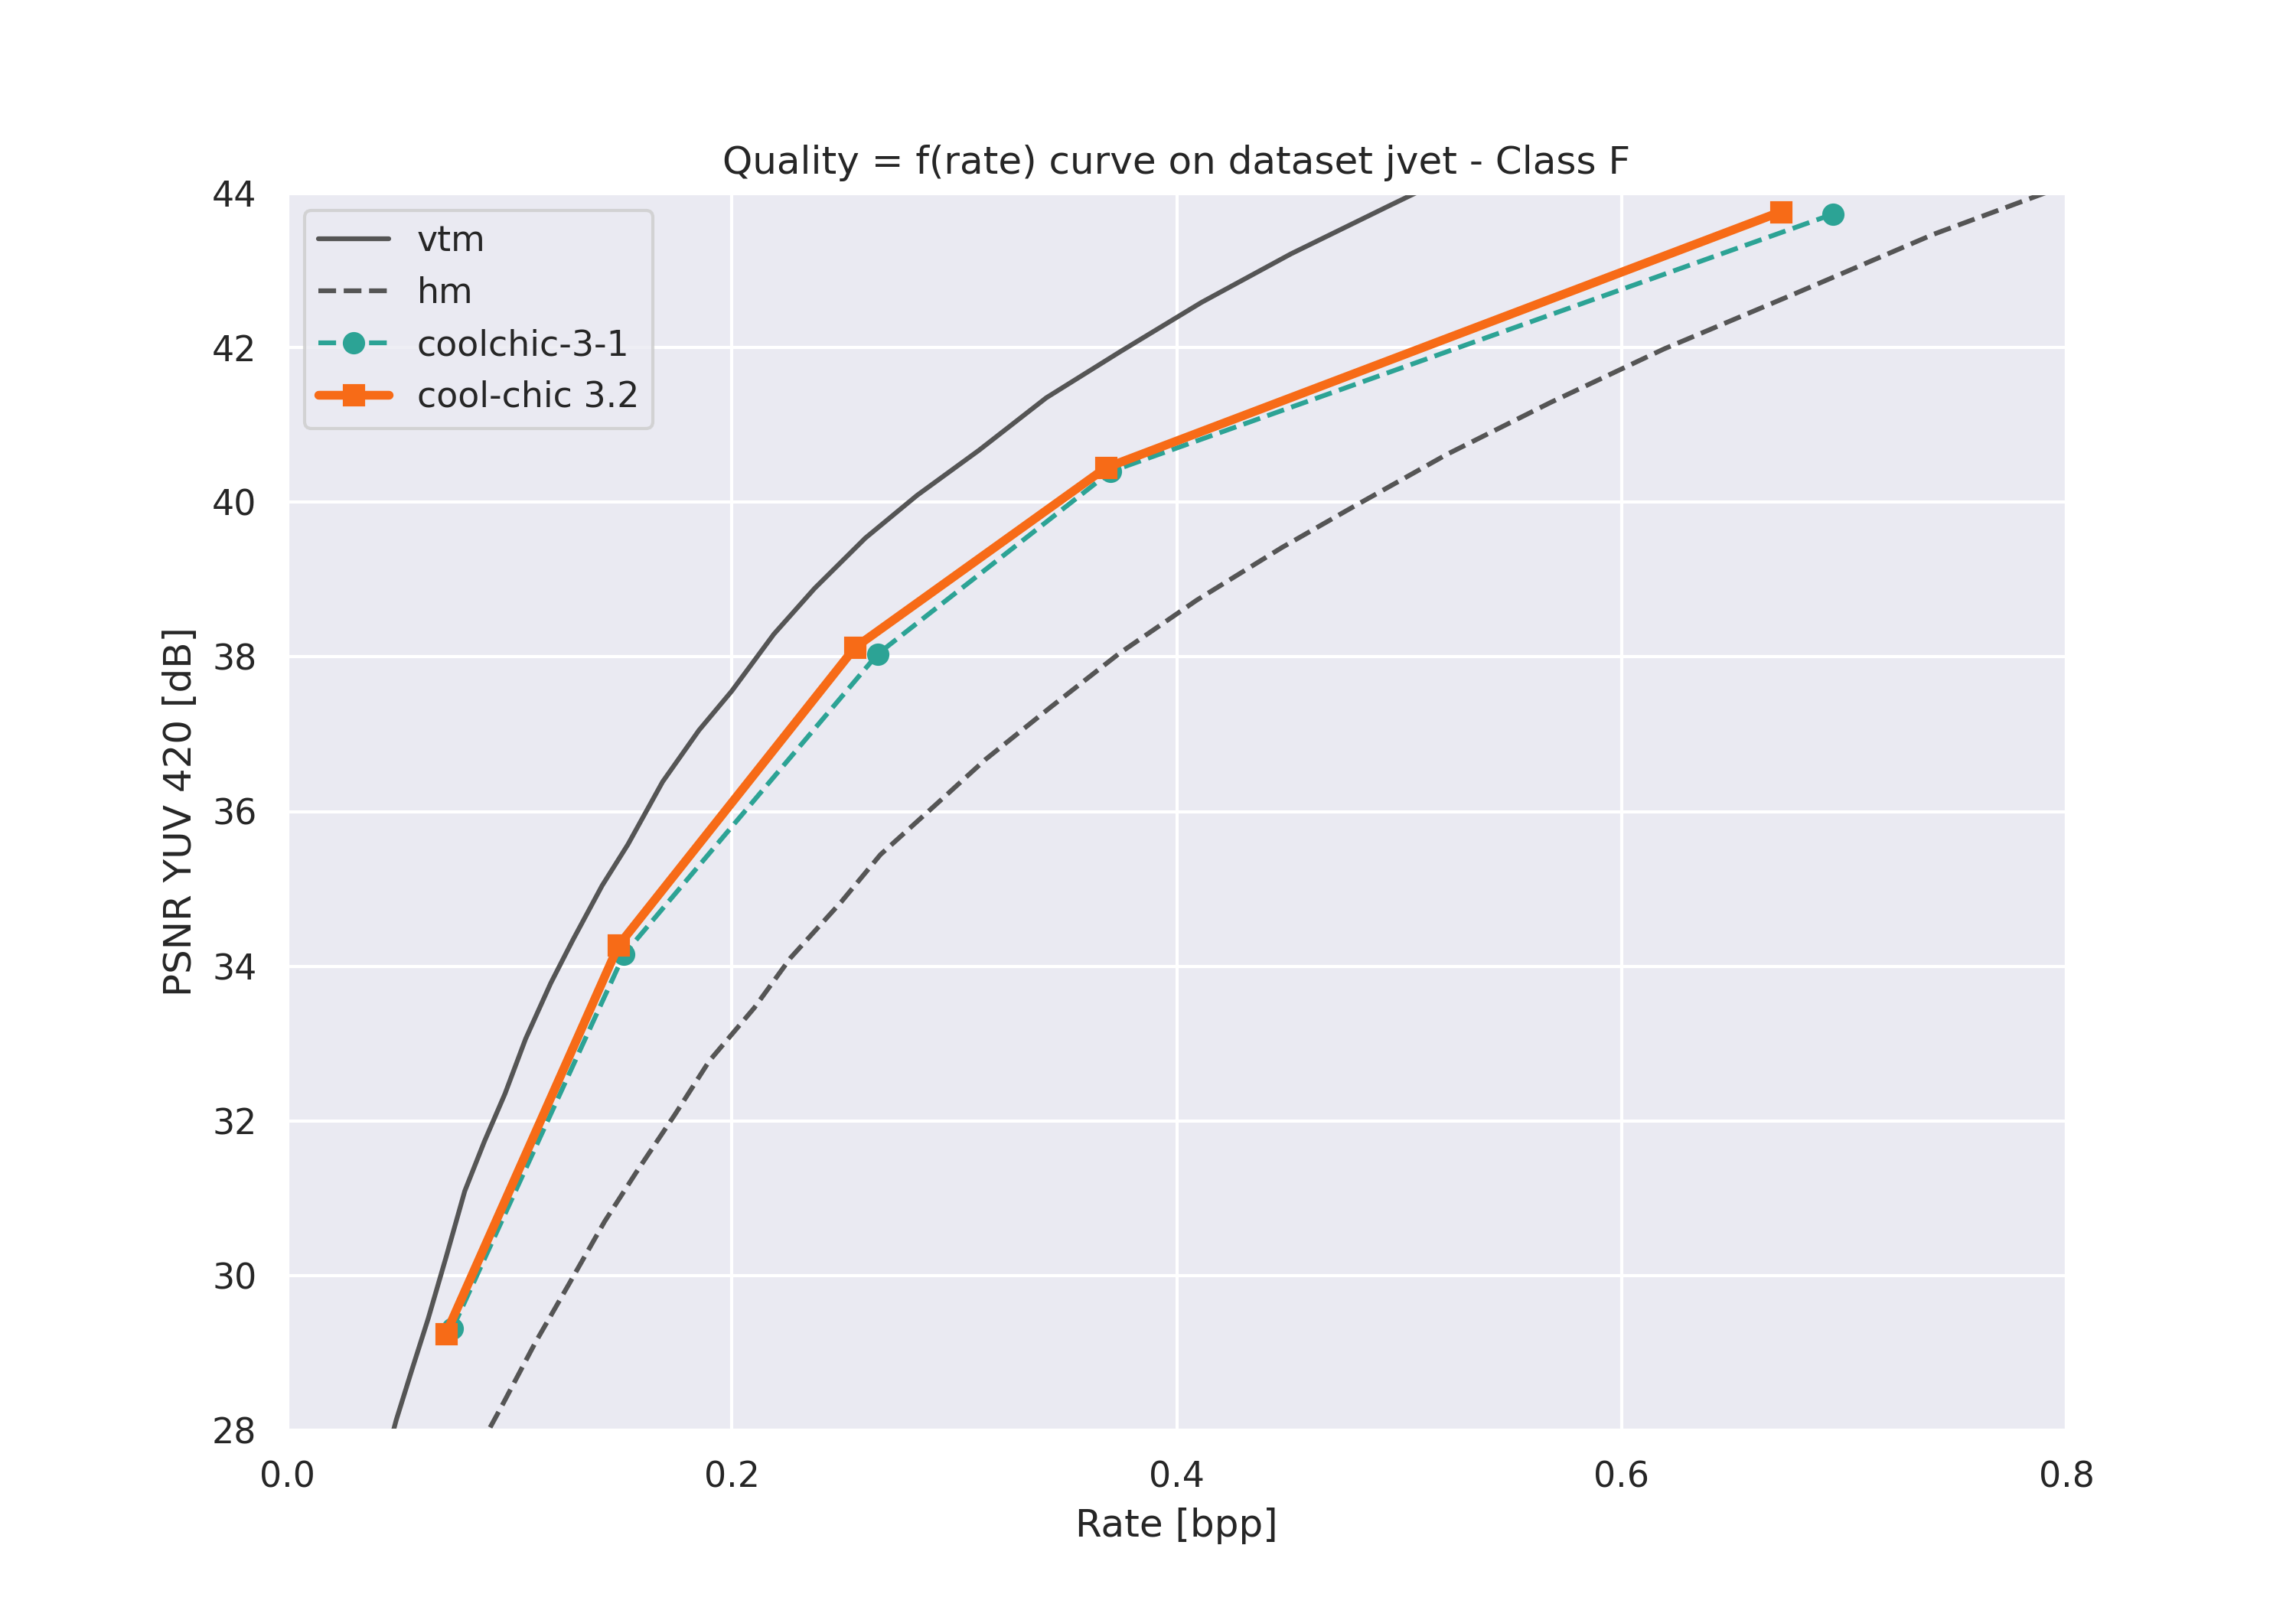 Quality = f(rate) curve on dataset jvet - Class F
44
42
40
38
36
34
32
30
28
PSNR YUV 420 [dB]
vtm
hm
coolchic-3-1
cool-chic 3.2
0.0
0.2
0.4
0.6
0.8
Rate [bpp]